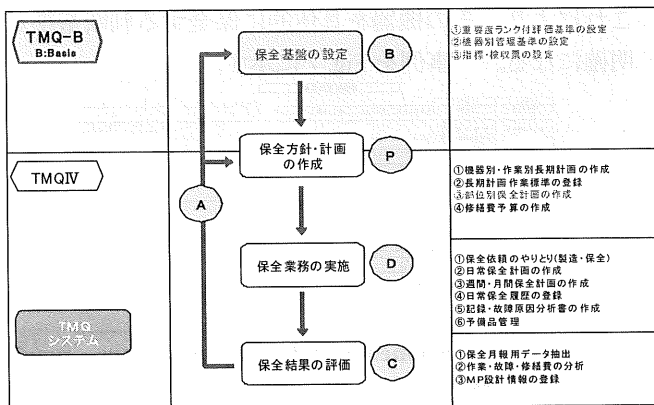 TMQ-B
B:Basis
保全基盤の設定
B
①重要度ランク付評価基準の設定
②機器別管理基準の設定
③指標・検収票の設定
保全方針・計画
の作成
P
TMQⅣ
A
①機器別・作業別長期計画の作成
②長期計画作業標準の登録
③部位別保全計画の作成
④修繕費予算の作成
保全業務の実施
D
①保全依頼のやりとり(製造・保全)
②日常保全計画の作成
③週間・月間保全計画の作成
④日常保全履歴の登録
⑤記録・故障原因分析書の作成
⑥予備品管理
TMQ
システム
保全結果の評価
C
①保全月報用データ抽出
②作業・故障・修繕費の分析
③MP設計情報の登録